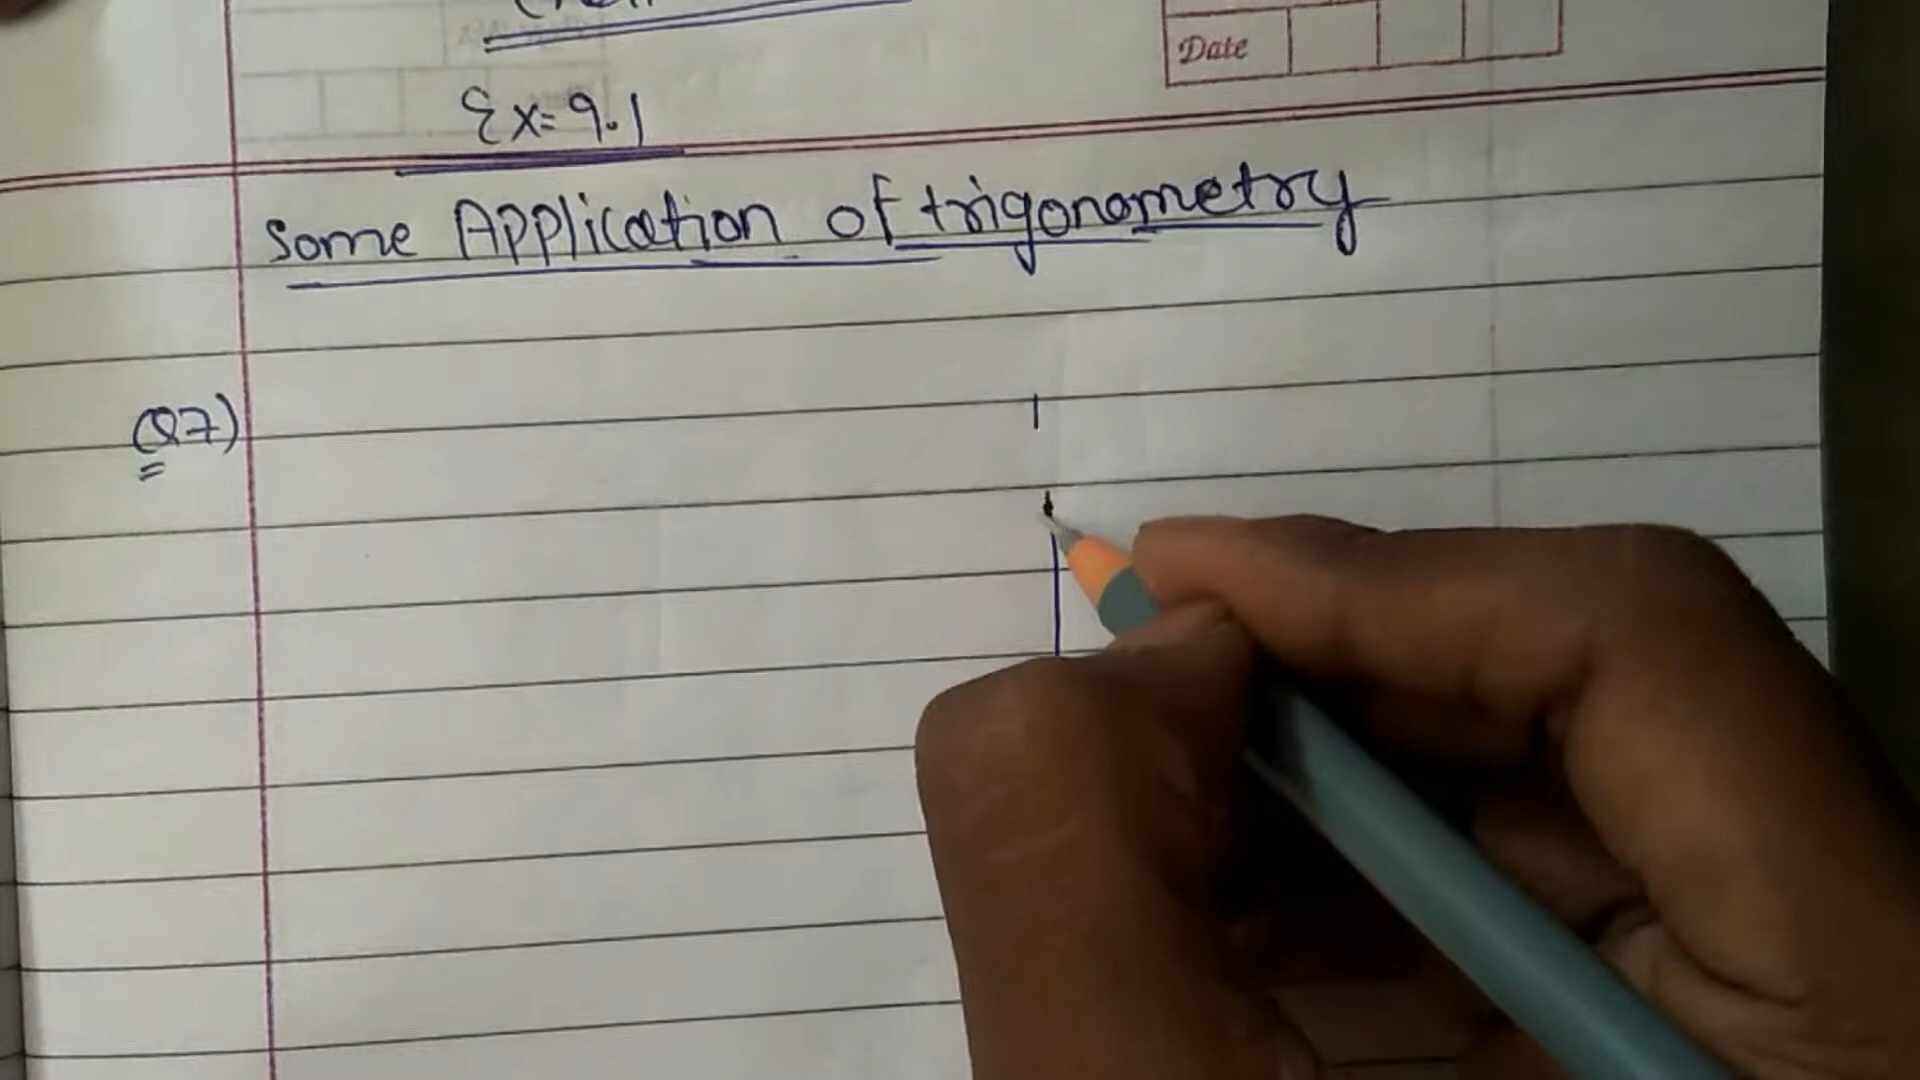 Date
Ex=9.1
Some Application of trigonometry
Q7)